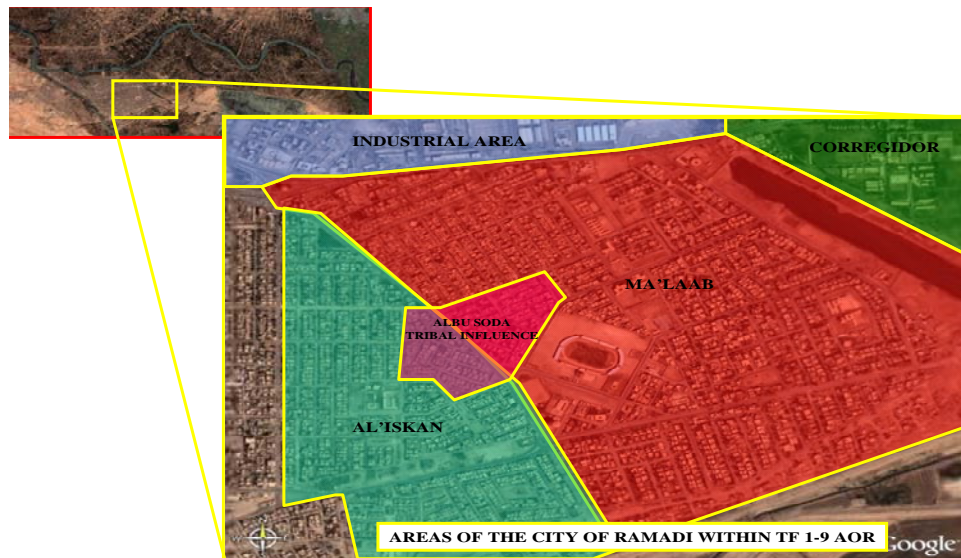 INDUSTRIAL AREA
CORREGIDOR
MA'LAAB
ALBU SODA
TRIBAL INFLUENCE
AL'ISKAN
AREAS OF THE CITY OF RAMADI WITHIN TF 1-9 AOR
Google